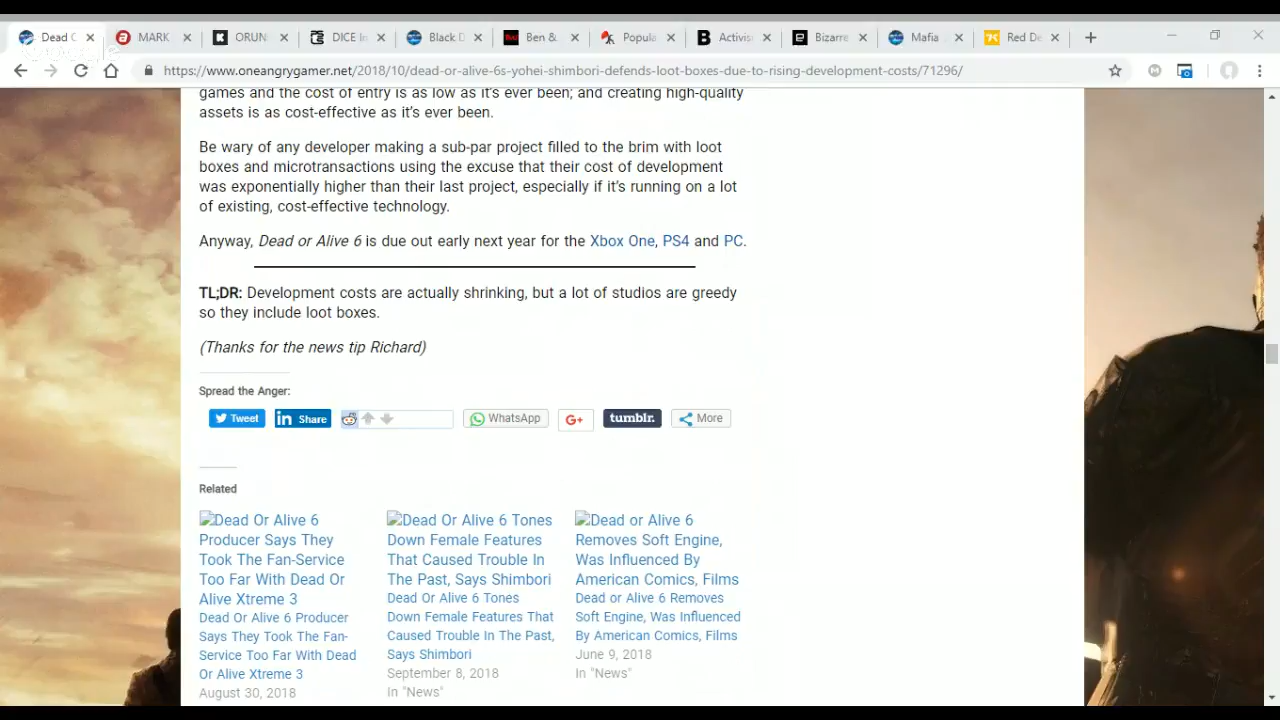 Dead O
MARK
ORUN
DICE In
Black D
Ben &
Popula
Activis
Bizarre
Mafia
Red De
https://www.oneangrygamer.net/2018/10/dead-or-alive-6s-yohei-shimbori-defends-loot-boxes-due-to-rising-development-costs/71296/
games and the cost of entry is as low as it's ever been; and creating high-quality
assets is as cost-effective as it's ever been.
Be wary of any developer making a sub-par project filled to the brim with loot
boxes and microtransactions using the excuse that their cost of development
was exponentially higher than their last project, especially if it's running on a lot
of existing, cost-effective technology.
Anyway, Dead or Alive 6 is due out early next year for the Xbox One, PS4 and PC.
TL;DR: Development costs are actually shrinking, but a lot of studios are greedy
so they include loot boxes.
(Thanks for the news tip Richard)
Spread the Anger:
Tweet
in Share
WhatsApp
G+
tumblr.
More
Related
Dead Or Alive 6
Producer Says They
Took The Fan-Service
Too Far With Dead Or
Alive Xtreme 3
Dead Or Alive 6 Producer
Says They Took The Fan-
Service Too Far With Dead
Or Alive Xtreme 3
August 30, 2018
Dead Or Alive 6 Tones
Down Female Features
That Caused Trouble In
The Past, Says Shimbori
Dead Or Alive 6 Tones
Down Female Features That
Caused Trouble In The Past,
Says Shimbori
September 8, 2018
In "News"
Dead or Alive 6
Removes Soft Engine,
Was Influenced By
American Comics, Films
Dead or Alive 6 Removes
Soft Engine, Was Influenced
By American Comics, Films
June 9, 2018
In "News"